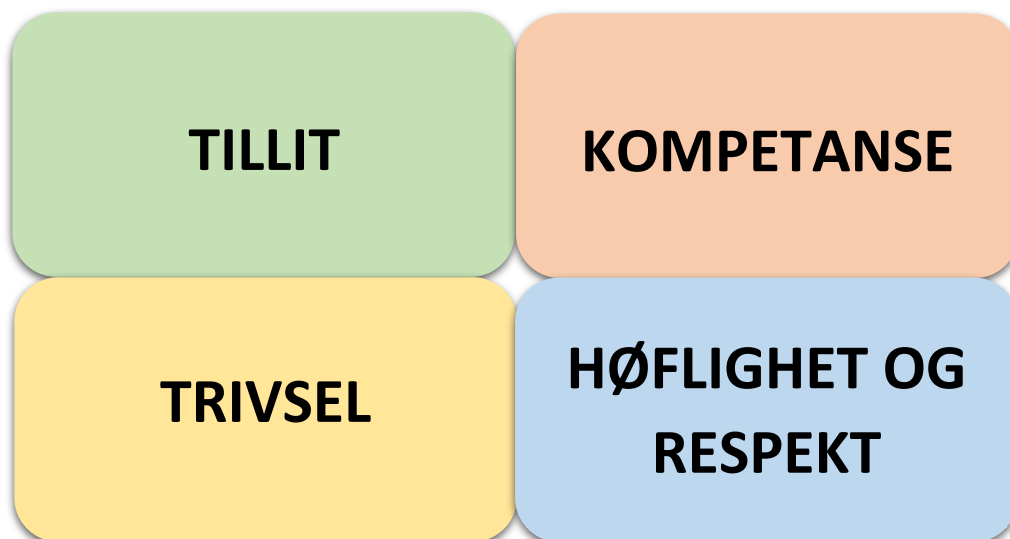 TILLIT
KOMPETANSE
TRIVSEL
HØFLIGHET OG
RESPEKT